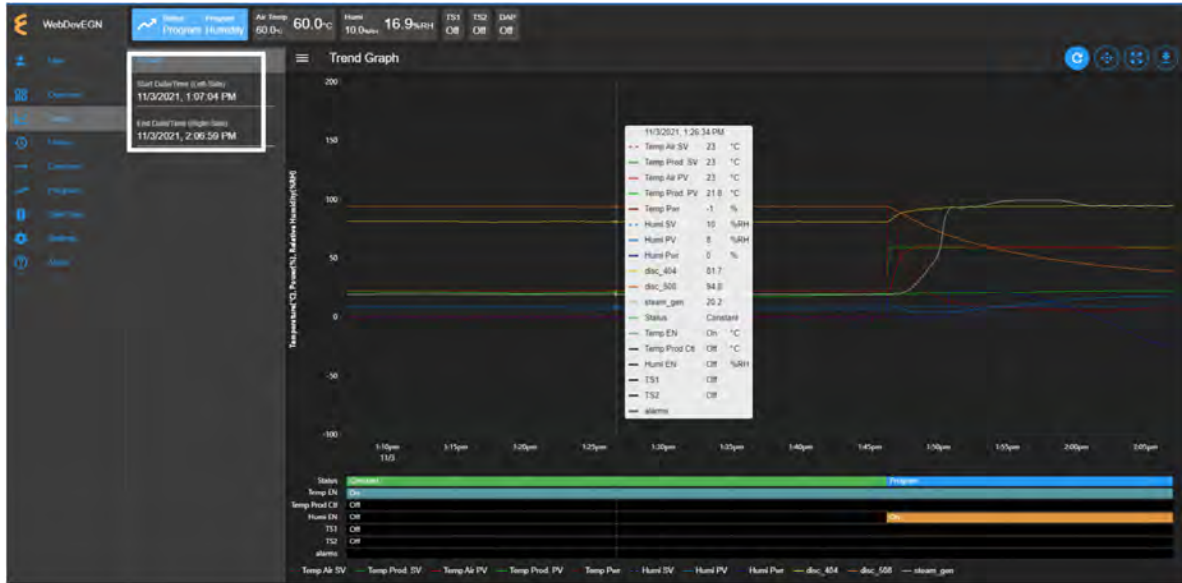 WebDevEGN
Status Program
Program Humidity
Air Temp
60.0°C
60.0°C
Humi
10.0%RH
16.9%RH
TS1
Off
TS2
Off
DAP
Off
Start Date/Time (Left Side)
11/3/2021, 1:07:04 PM
End Date/Time (Right Side)
11/3/2021, 2:06:59 PM
Trend Graph
Temperature(°C), Power(%), Relative Humidity(%RH)
200
150
100
50
0
-50
-100
11/3/2021, 1:26:34 PM
Temp Air SV 23 °C
Temp Prod. SV 23 °C
Temp Air PV 23 °C
Temp Prod. PV 21.8 °C
Temp Pwr -1 %
Humi SV 10 %RH
Humi PV 8 %RH
Humi Pwr 0 %
disc_404 81.7
disc_508
steam_gen 20.2
Status Constant
Temp EN On °C
Temp Prod Ctl Off °C
Humi EN Off %RH
TS1 Off
TS2 Off
alarms
1:10pm 1:15pm 1:20pm 1:25pm 1:30pm 1:35pm 1:40pm 1:45pm 1:50pm 1:55pm 2:00pm 2:05pm
11/3
Status Constant Program
Temp EN On
Temp Prod Ctl Off
Humi EN Off On
TS1 Off
TS2 Off
alarms
Temp Air SV Temp Prod. SV Temp Air PV Temp Prod. PV Temp Pwr Humi SV Humi PV Humi Pwr disc_404 disc_508 steam_gen